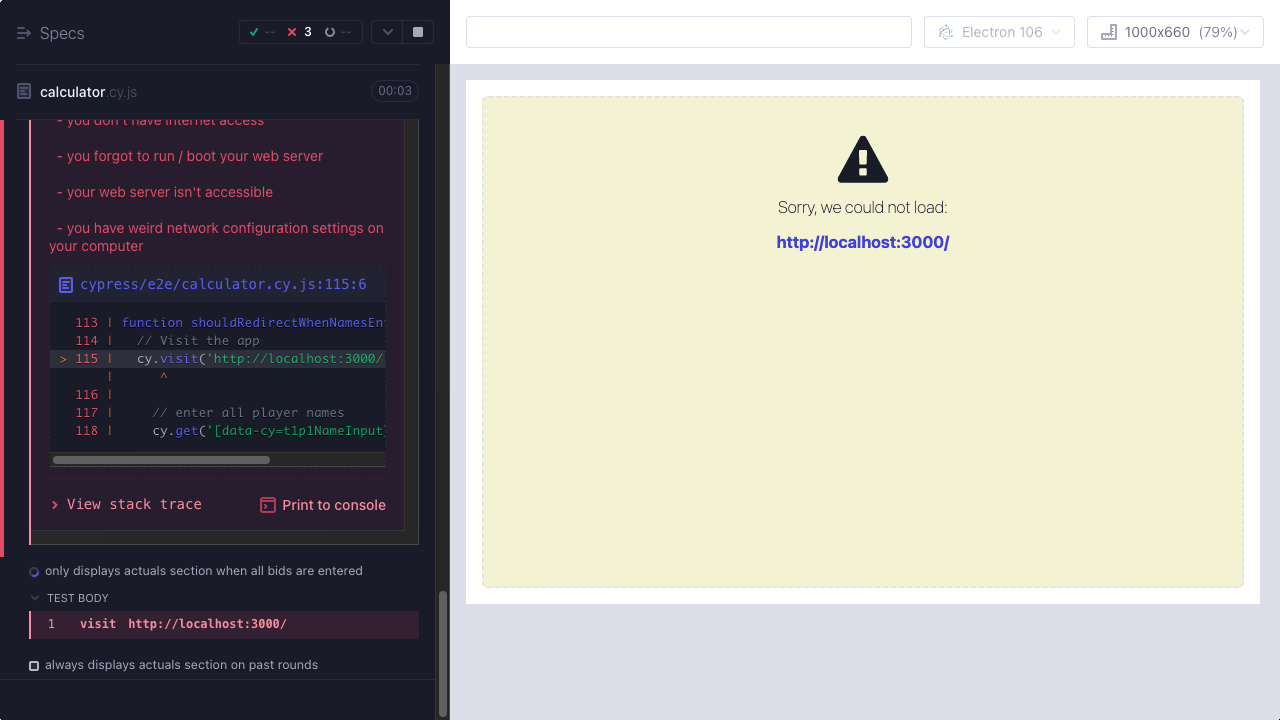 Specs
--
3
--
calculator.cy.js
00:03
- you don't have internet access
- you forgot to run / boot your web server
- your web server isn't accessible
- you have weird network configuration settings on
your computer
cypress/e2e/calculator.cy.js:115:6
113 | function shouldRedirectWhenNamesEn
114 | // Visit the app
> 115 | cy.visit('http://localhost:3000/
| ^
116 |
117 | // enter all player names
118 | cy.get('[data-cy=t1p1NameInput]
View stack trace
Print to console
only displays actuals section when all bids are entered
TEST BODY
1 visit http://localhost:3000/
always displays actuals section on past rounds
Electron 106
1000x660 (79%)
Sorry, we could not load:
http://localhost:3000/